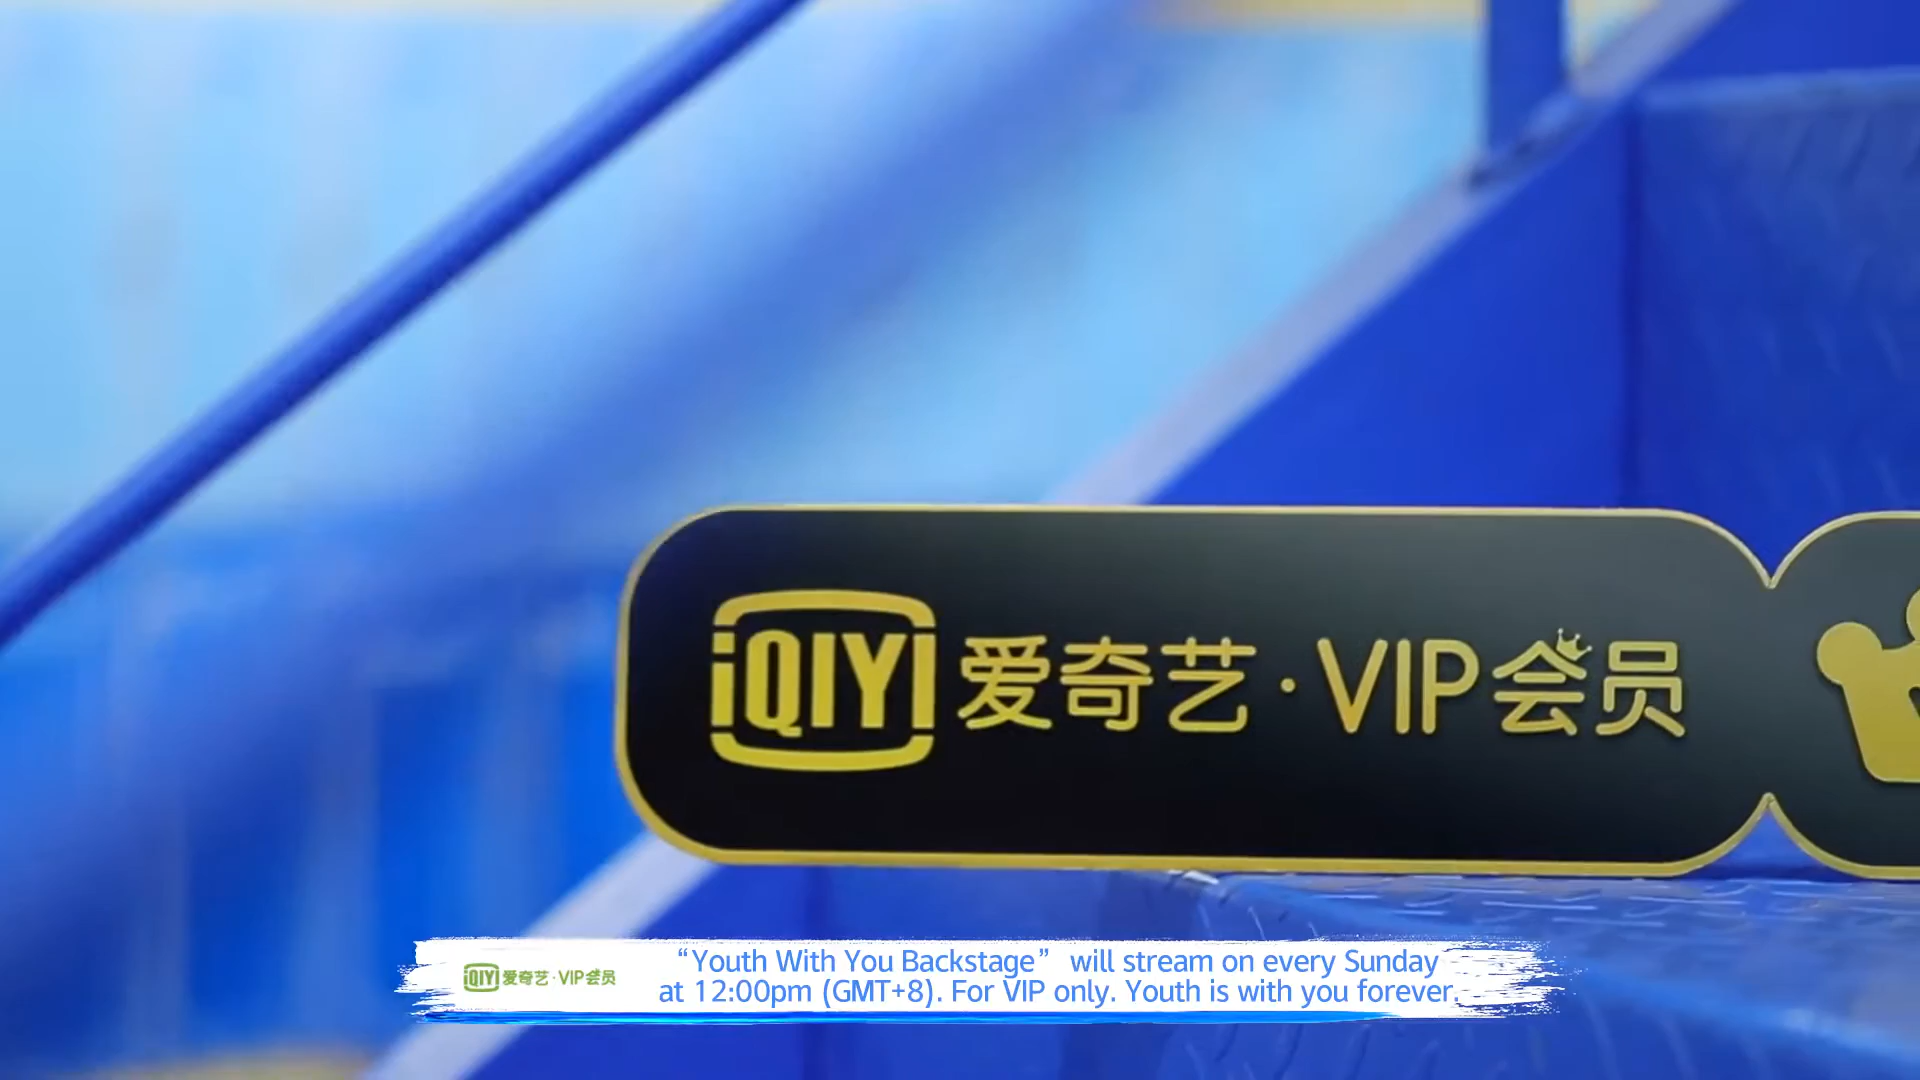 iQIYI 爱奇艺·VIP会员
iQIYI 爱奇艺·VIP会员
“Youth With You Backstage” will stream on every Sunday
at 12:00pm (GMT+8). For VIP only. Youth is with you forever.